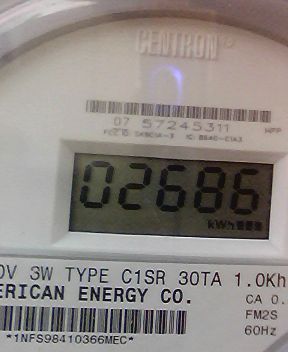 CENTRON®
07 57245311
02686
kWh
0V 3W TYPE C1SR 30TA 1.0Kh
ERICAN ENERGY CO.
CA 0.
FM2S
60Hz
*1NFS98410366MEC*